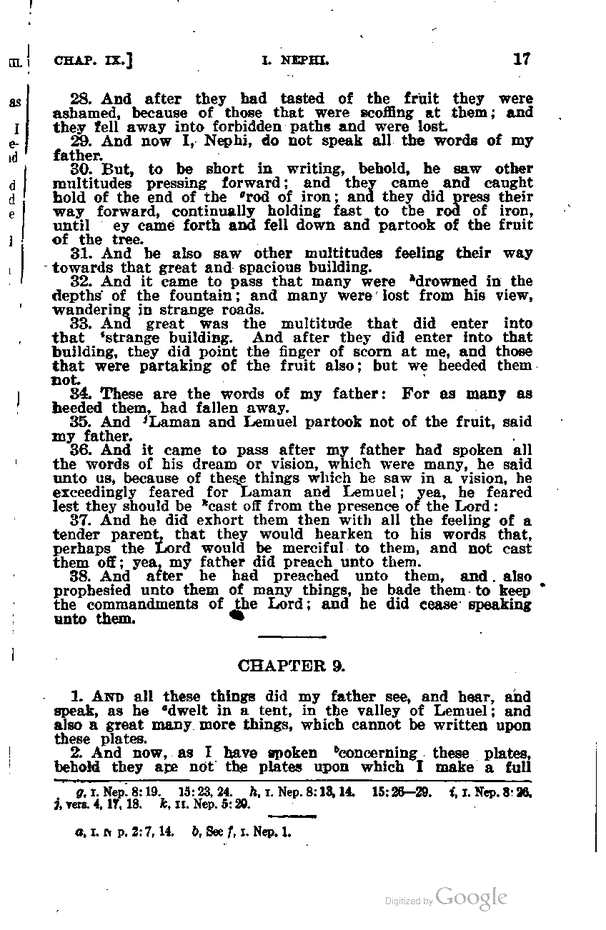 CHAP. IX.] I. NEPHI. 17
28. And after they had tasted of the fruit they were
ashamed, because of those that were scoffing at them; and
they fell away into forbidden paths and were lost.
29. And now I, Nephi, do not speak all the words of my
father.
30. But, to be short in writing, behold, he saw other
multitudes pressing forward; and they came and caught
hold of the end of the grod of iron; and they did press their
way forward, continually holding fast to the rod of iron,
until ey came forth and fell down and partook of the fruit
of the tree.
31. And he also saw other multitudes feeling their way
towards that great and spacious building.
32. And it came to pass that many were hdrowned in the
depths of the fountain; and many were lost from his view,
wandering in strange roads.
33. And great was the multitude that did enter into
that istrange building. And after they did enter into that
building, they did point the finger of scorn at me, and those
that were partaking of the fruit also; but we heeded them
not.
34. These are the words of my father: For as many as
heeded them, had fallen away.
35. And jLaman and Lemuel partook not of the fruit, said
my father.
36. And it came to pass after my father had spoken all
the words of his dream or vision, which were many, he said
unto us, because of these things which he saw in a vision, he
exceedingly feared for Laman and Lemuel; yea, he feared
lest they should be kcast off from the presence of the Lord:
37. And he did exhort them then with all the feeling of a
tender parent, that they would hearken to his words that,
perhaps the Lord would be merciful to them, and not cast
them off; yea, my father did preach unto them.
38. And after he had preached unto them, and also
prophesied unto them of many things, he bade them to keep
the commandments of the Lord; and he did cease speaking
unto them.
CHAPTER 9.
1. AND all these things did my father see, and hear, and
speak, as he adwelt in a tent, in the valley of Lemuel; and
also a great many more things, which cannot be written upon
these plates.
2. And now, as I have spoken bconcerning these plates,
behold they are not the plates upon which I make a full
g, I. Nep. 8:19. 15:23, 24. h, I. Nep. 8:13, 14. 15:26—29. i, I. Nep. 8:26.
j, vers. 4, 17, 18. k, II. Nep. 5:20.
a, I. N p. 2:7, 14. b, See f, I. Nep. 1.
Digitized by Google